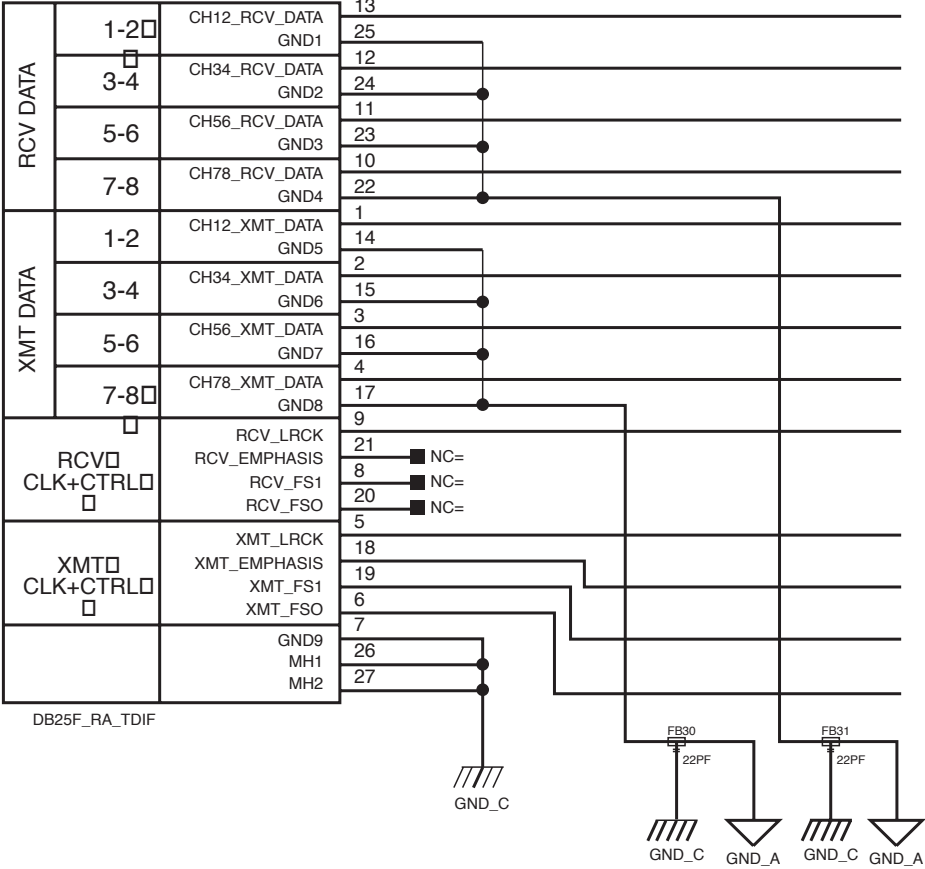 RCV DATA
1-2
CH12_RCV_DATA
13
GND1
25
3-4
CH34_RCV_DATA
12
GND2
24
5-6
CH56_RCV_DATA
11
GND3
23
7-8
CH78_RCV_DATA
10
GND4
22
XMT DATA
1-2
CH12_XMT_DATA
1
GND5
14
3-4
CH34_XMT_DATA
2
GND6
15
5-6
CH56_XMT_DATA
3
GND7
16
7-8
CH78_XMT_DATA
4
GND8
17
RCV
CLK+CTRL
RCV_LRCK
9
RCV_EMPHASIS
21
NC=
RCV_FS1
8
NC=
RCV_FSO
20
NC=
XMT
CLK+CTRL
XMT_LRCK
5
XMT_EMPHASIS
18
XMT_FS1
19
XMT_FSO
6
GND9
7
MH1
26
MH2
27
DB25F_RA_TDIF
GND_C
FB30
22PF
GND_C
GND_A
FB31
22PF
GND_C
GND_A